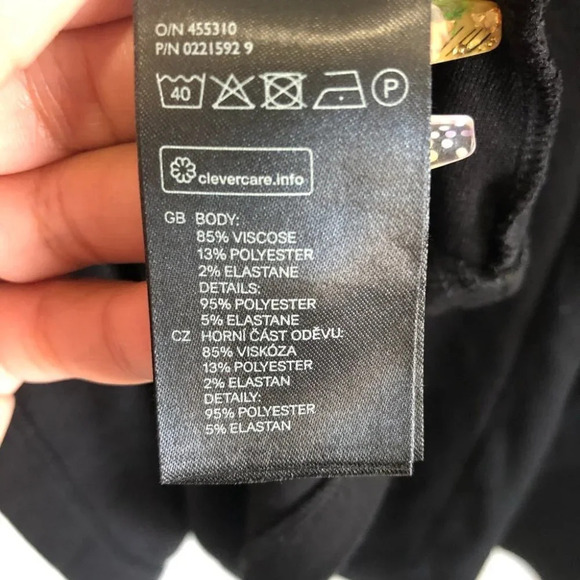 O/N 455310
P/N 0221592 9
40 P
clevercare.info
GB BODY:
85% VISCOSE
13% POLYESTER
2% ELASTANE
DETAILS:
95% POLYESTER
5% ELASTANE
CZ HORNÍ ČÁST ODĚVU:
85% VISKÓZA
13% POLYESTER
2% ELASTAN
DETAILY:
95% POLYESTER
5% ELASTAN